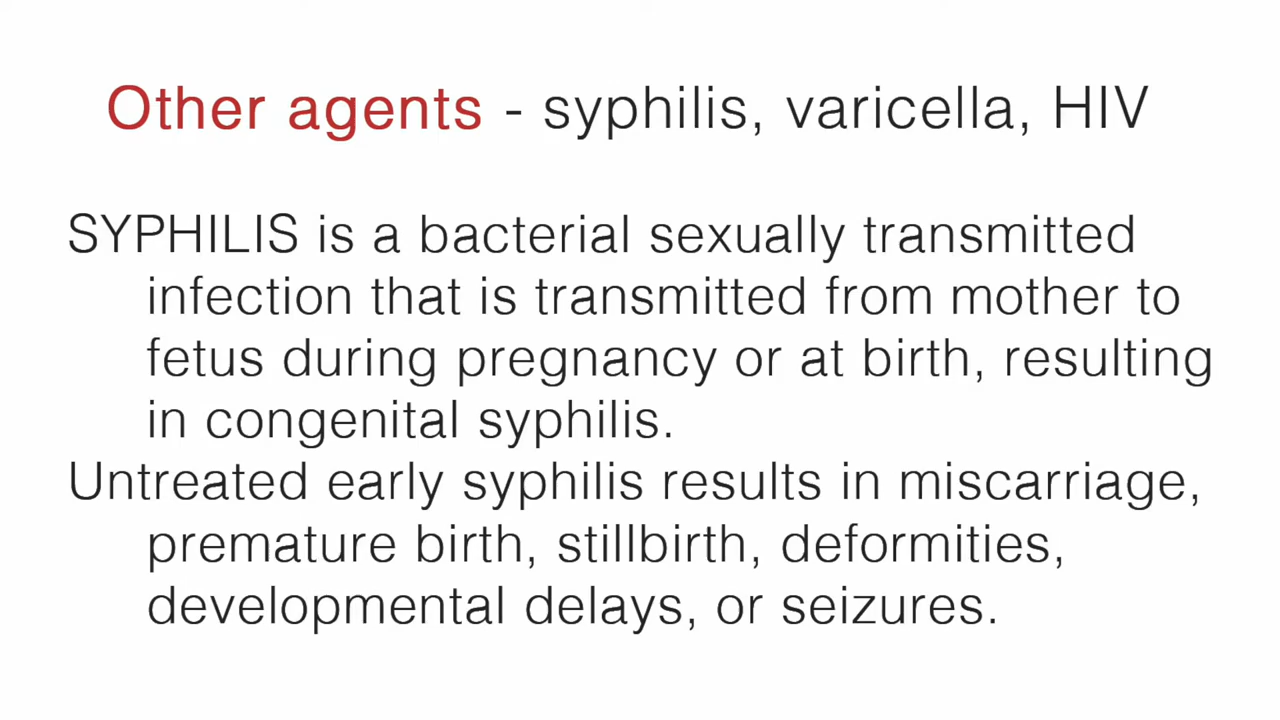 Other agents - syphilis, varicella, HIV
SYPHILIS is a bacterial sexually transmitted
infection that is transmitted from mother to
fetus during pregnancy or at birth, resulting
in congenital syphilis.
Untreated early syphilis results in miscarriage,
premature birth, stillbirth, deformities,
developmental delays, or seizures.